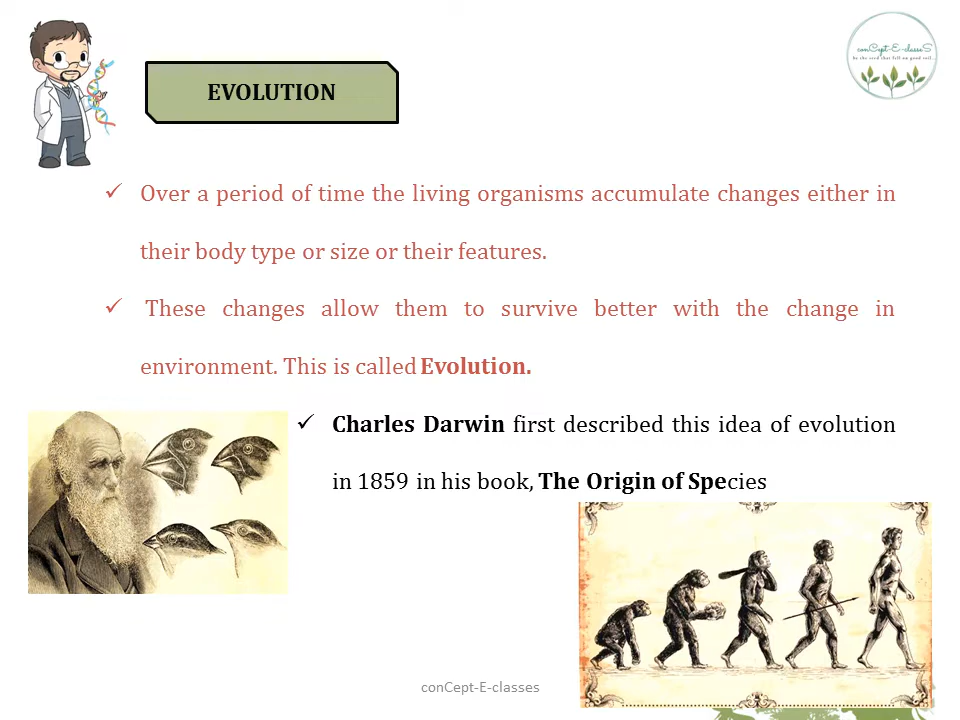 conCept-E-classeS
EVOLUTION
✓ Over a period of time the living organisms accumulate changes either in
their body type or size or their features.
✓ These changes allow them to survive better with the change in
environment. This is called Evolution.
✓ Charles Darwin first described this idea of evolution
in 1859 in his book, The Origin of Species
conCept-E-classes